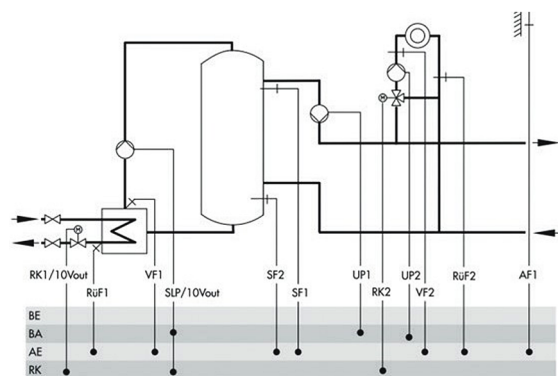 M
M
RK1/10Vout
RüF1
VF1
SLP/10Vout
SF2
SF1
UP1
RK2
UP2
VF2
RüF2
AF1
BE
BA
AE
RK